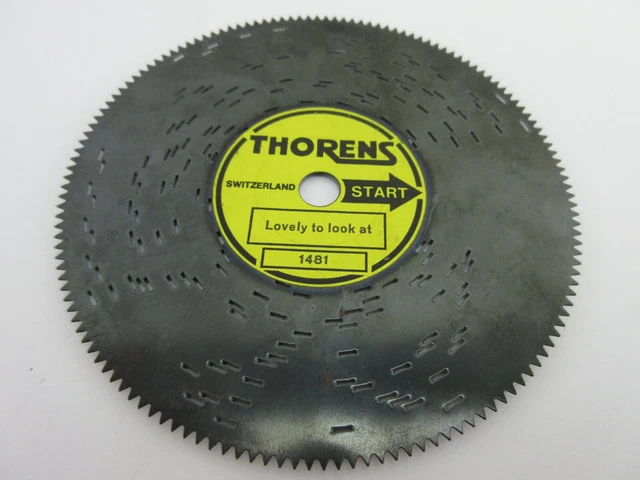 THORENS
SWITZERLAND
START
Lovely to look at
1481